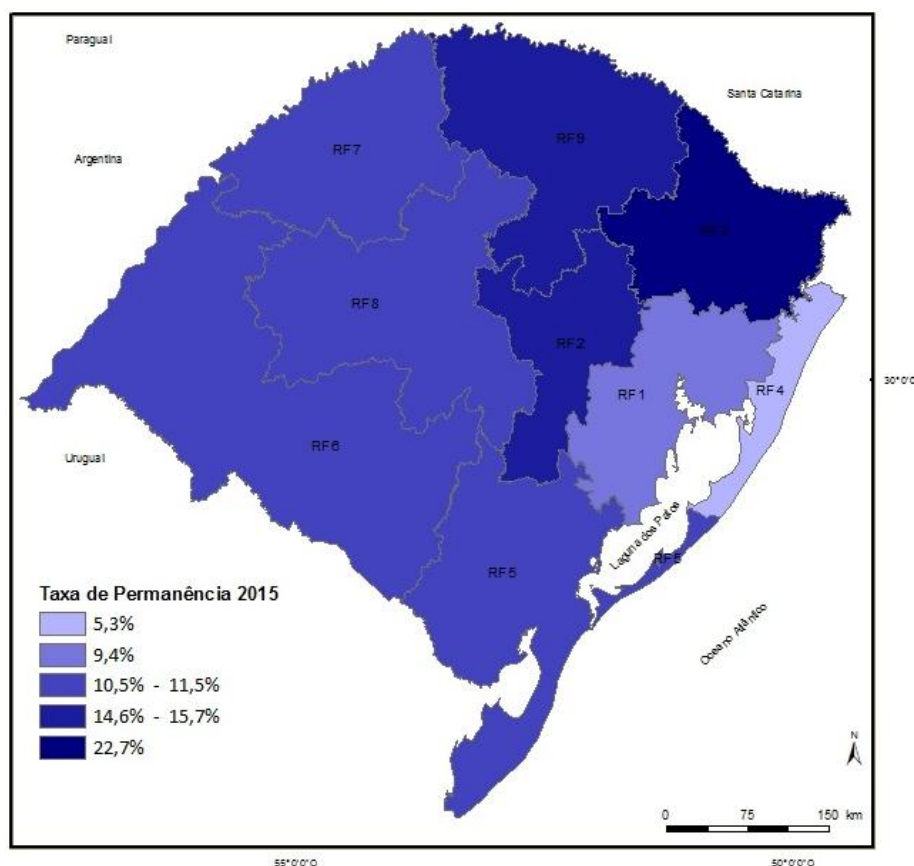 Paraguai
Santa Catarina
Argentina
RF7
RF9
RF8
RF2
RF1
RF4
30°0'0
RF6
Uruguai
RF5
Laguna dos Patos
RF5
Oceano Atlântico
Taxa de Permanência 2015
5,3%
9,4%
10,5% - 11,5%
14,6% - 15,7%
22,7%
N
0 75 150 km
55°0'0"O
50°0'0"O